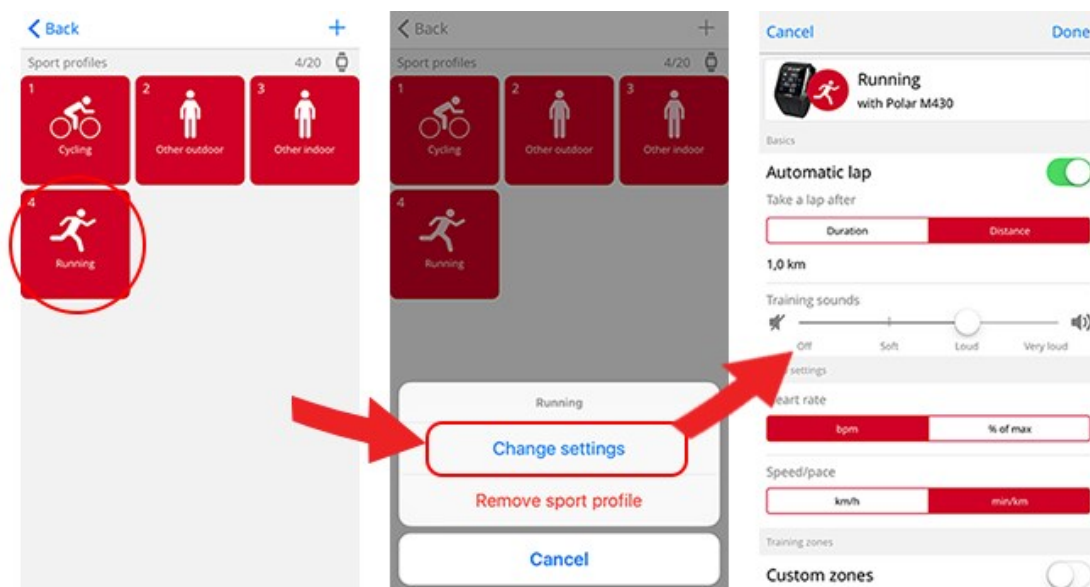 Back
+
Sport profiles 4/20
1
Cycling
2
Other outdoor
3
Other indoor
4
Running
Back
+
Sport profiles 4/20
1
Cycling
2
Other outdoor
3
Other indoor
4
Running
Running
Change settings
Remove sport profile
Cancel
Cancel Done
Running
with Polar M430
Basics
Automatic lap
Take a lap after
Duration Distance
1,0 km
Training sounds
Off Soft Loud Very loud
settings
eart rate
bpm % of max
Speed/pace
km/h min/km
Training zones
Custom zones